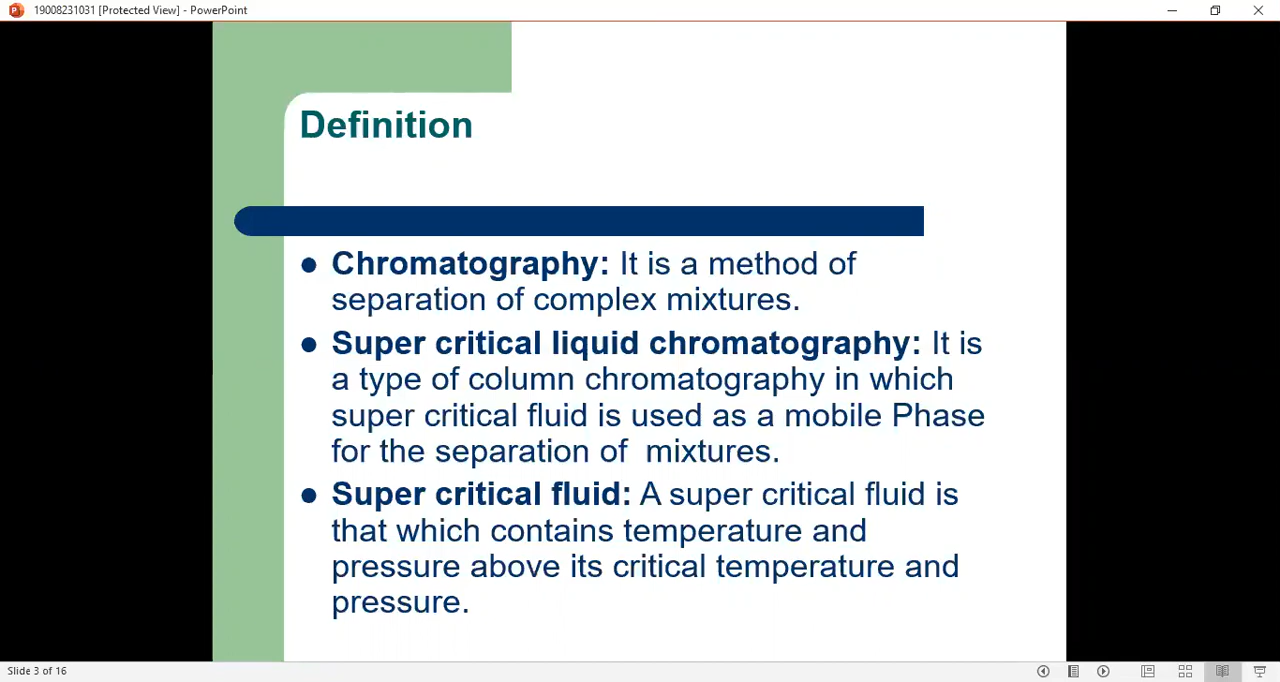 19008231031 [Protected View] - PowerPoint
Definition
Chromatography: It is a method of
separation of complex mixtures.
Super critical liquid chromatography: It is
a type of column chromatography in which
super critical fluid is used as a mobile Phase
for the separation of  mixtures.
Super critical fluid: A super critical fluid is
that which contains temperature and
pressure above its critical temperature and
pressure.
Slide 3 of 16